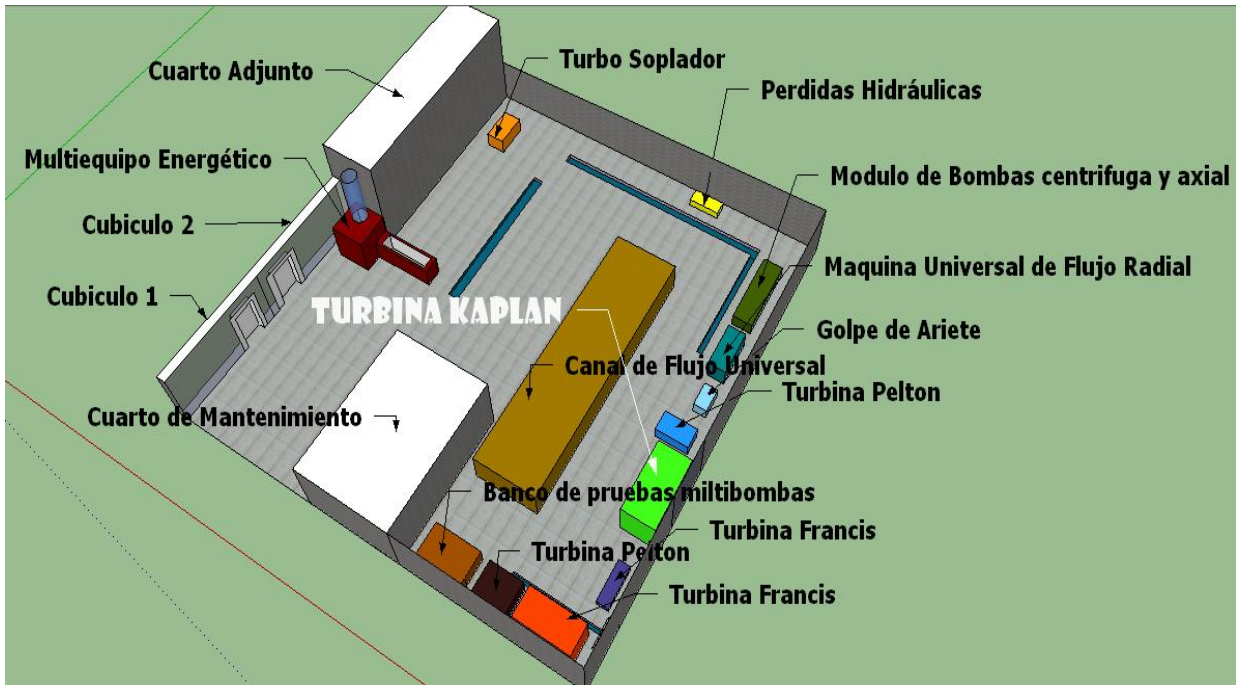 Turbo Soplador
Cuarto Adjunto
Perdidas Hidráulicas
Multiequipo Energético
Modulo de Bombas centrifuga y axial
Cubiculo 2
Maquina Universal de Flujo Radial
Cubiculo 1
TURBINA KAPLAN
Golpe de Ariete
Canal de Flujo Universal
Turbina Pelton
Cuarto de Mantenimiento
Banco de pruebas miltibombas
Turbina Francis
Turbina Pelton
Turbina Francis